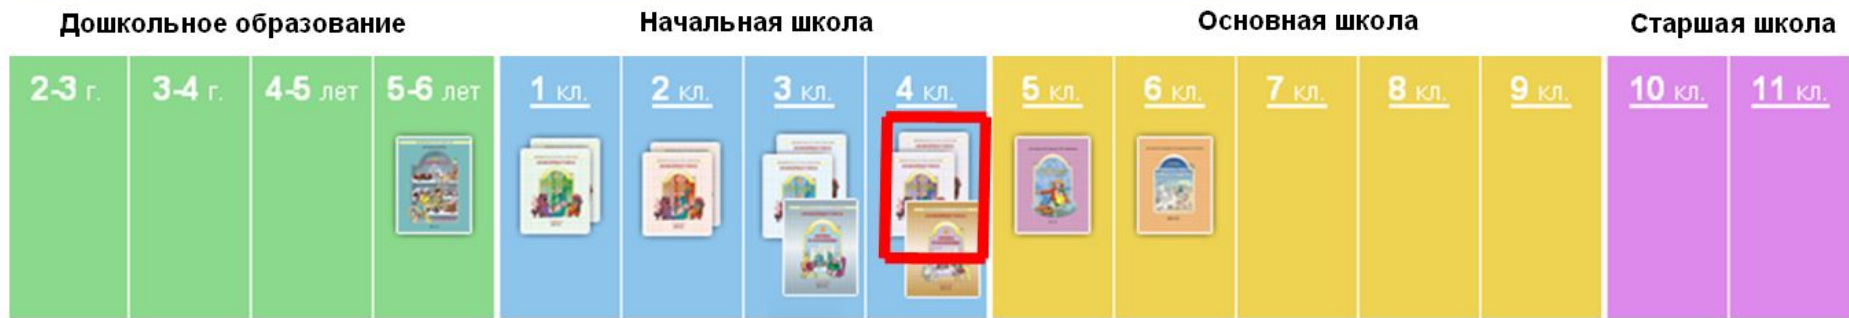 Дошкольное образование
Начальная школа
Основная школа
Старшая школа
2-3 г.
3-4 г.
4-5 лет
5-6 лет
1 кл.
2 кл.
3 кл.
4 кл.
5 кл.
6 кл.
7 кл.
8 кл.
9 кл.
10 кл.
11 кл.